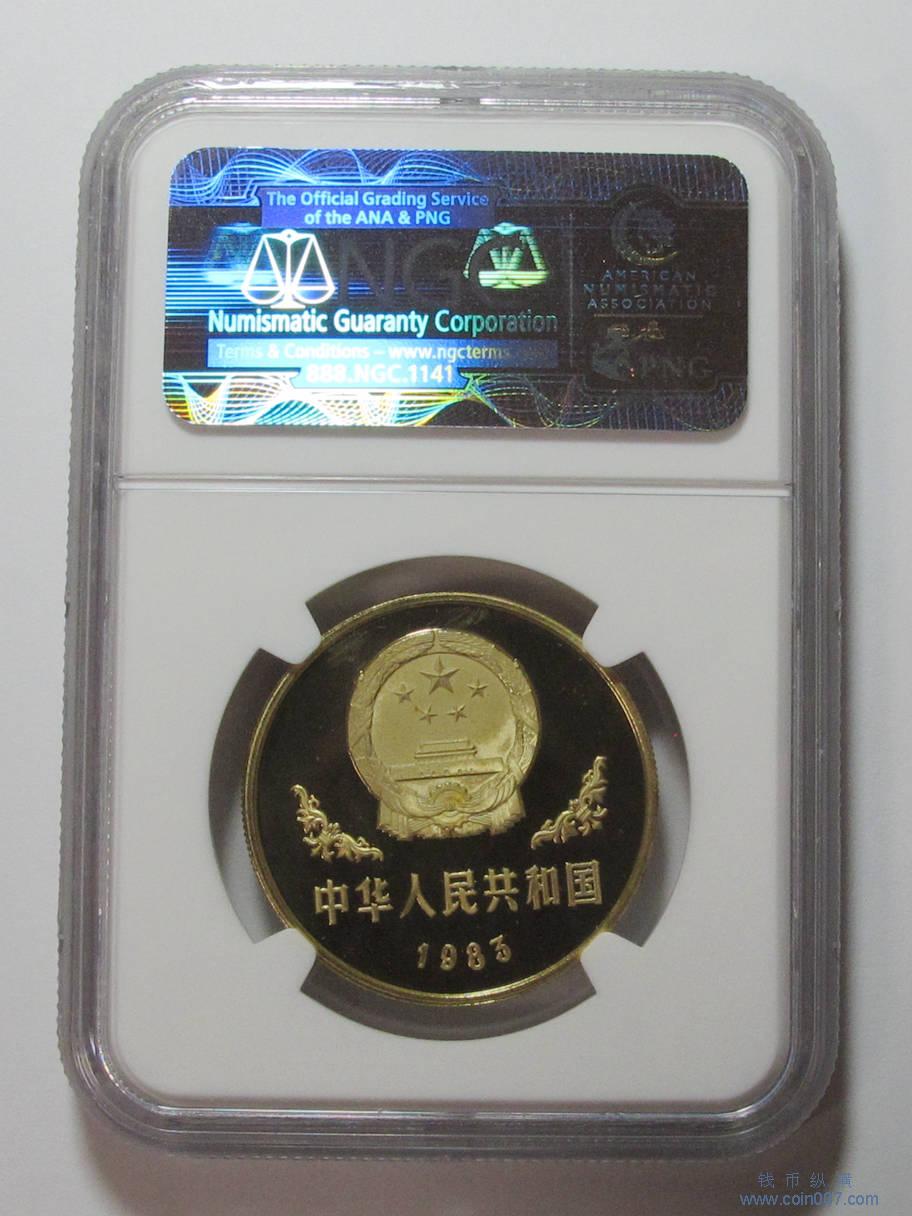 The Official Grading Service
of the ANA & PNG
NGC
Numismatic Guaranty Corporation
Terms & Conditions – www.ngcterms
888.NGC.1141
AMERICAN
NUMISMATIC
ASSOCIATION
PNG
中华人民共和国
1983
钱币纵横
www.coin007.com